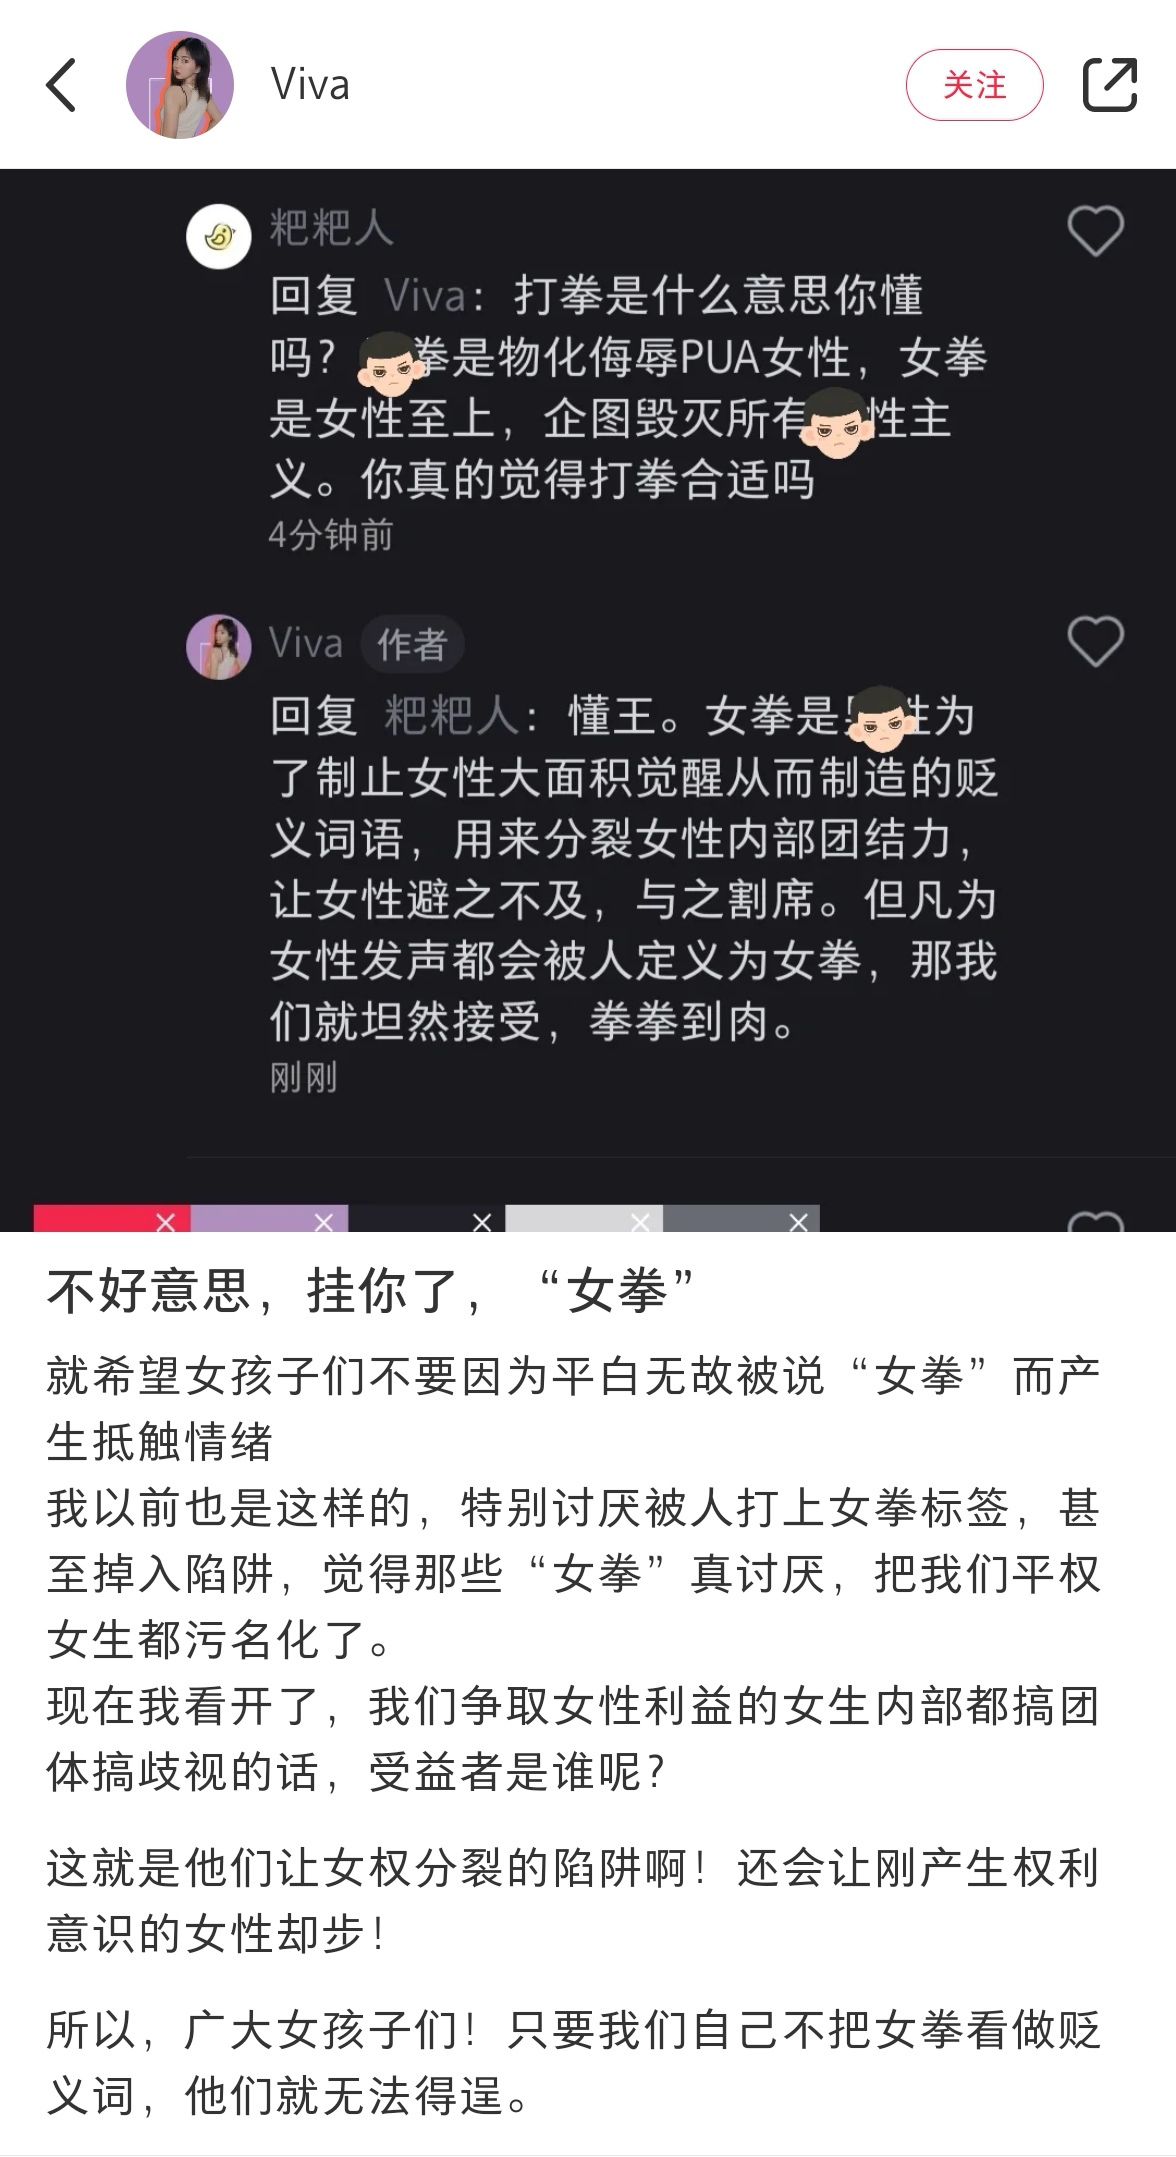 Viva
关注
粑粑人
回复 Viva：打拳是什么意思你懂
吗？拳是物化侮辱PUA女性，女拳
是女性至上，企图毁灭所有性主
义。你真的觉得打拳合适吗
4分钟前
Viva 作者
回复 粑粑人：懂王。女拳是性为
了制止女性大面积觉醒从而制造的贬
义词语，用来分裂女性内部团结力，
让女性避之不及，与之割席。但凡为
女性发声都会被人定义为女拳，那我
们就坦然接受，拳拳到肉。
刚刚
不好意思，挂你了，“女拳”
就希望女孩子们不要因为平白无故被说“女拳”而产
生抵触情绪
我以前也是这样的，特别讨厌被人打上女拳标签，甚
至掉入陷阱，觉得那些“女拳”真讨厌，把我们平权
女生都污名化了。
现在我看开了，我们争取女性利益的女生内部都搞团
体搞歧视的话，受益者是谁呢？
这就是他们让女权分裂的陷阱啊！还会让刚产生权利
意识的女性却步！
所以，广大女孩子们！只要我们自己不把女拳看做贬
义词，他们就无法得逞。